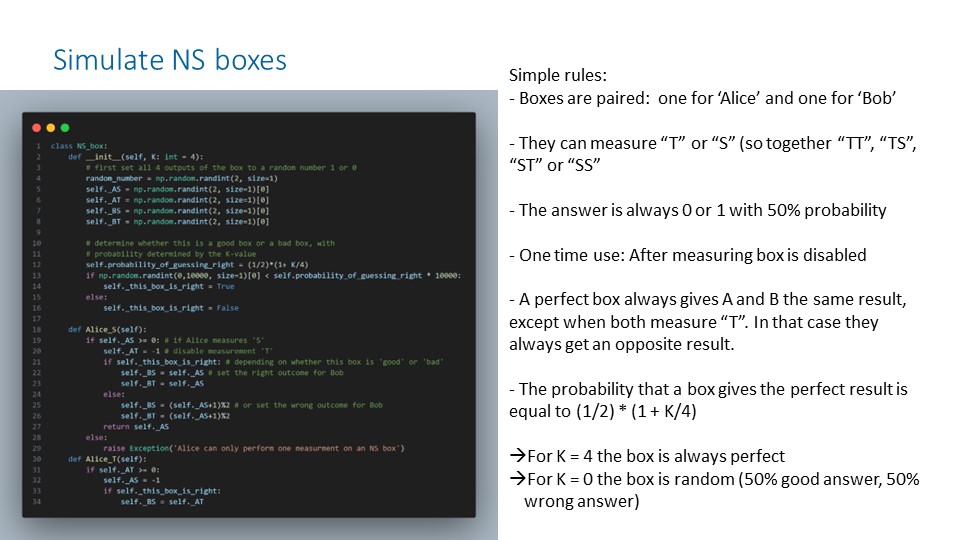 Simulate NS boxes
1 class NS_box:
2 def __init__(self, K: int = 4):
3 # first set all 4 outputs of the box to a random number 1 or 0
4 random_number = np.random.randint(2, size=1)
5 self._AS = np.random.randint(2, size=1)[0]
6 self._AT = np.random.randint(2, size=1)[0]
7 self._BS = np.random.randint(2, size=1)[0]
8 self._BT = np.random.randint(2, size=1)[0]
9
10 # determine whether this is a good box or a bad box, with
11 # probability determined by the K-value
12 self.probability_of_guessing_right = (1/2)*(1+ K/4)
13 if np.random.randint(0,10000, size=1)[0] < self.probability_of_guessing_right * 10000:
14 self._this_box_is_right = True
15 else:
16 self._this_box_is_right = False
17
18 def Alice_S(self):
19 if self._AS >= 0: # if Alice measures 'S'
20 self._AT = -1 # disable measurement 'T'
21 if self._this_box_is_right: # depending on whether this box is 'good' or 'bad'
22 self._BS = self._AS # set the right outcome for Bob
23 self._BT = self._AS
24 else:
25 self._BS = (self._AS+1)%2 # or set the wrong outcome for Bob
26 self._BT = (self._AS+1)%2
27 return self._AS
28 else:
29 raise Exception('Alice can only perform one measurment on an NS box')
30 def Alice_T(self):
31 if self._AT >= 0:
32 self._AS = -1
33 if self._this_box_is_right:
34 self._BS = self._AT
Simple rules:
- Boxes are paired: one for ‘Alice’ and one for ‘Bob’
- They can measure “T” or “S” (so together “TT”, “TS”,
“ST” or “SS”
- The answer is always 0 or 1 with 50% probability
- One time use: After measuring box is disabled
- A perfect box always gives A and B the same result,
except when both measure “T”. In that case they
always get an opposite result.
- The probability that a box gives the perfect result is
equal to (1/2) * (1 + K/4)
→For K = 4 the box is always perfect
→For K = 0 the box is random (50% good answer, 50%
wrong answer)